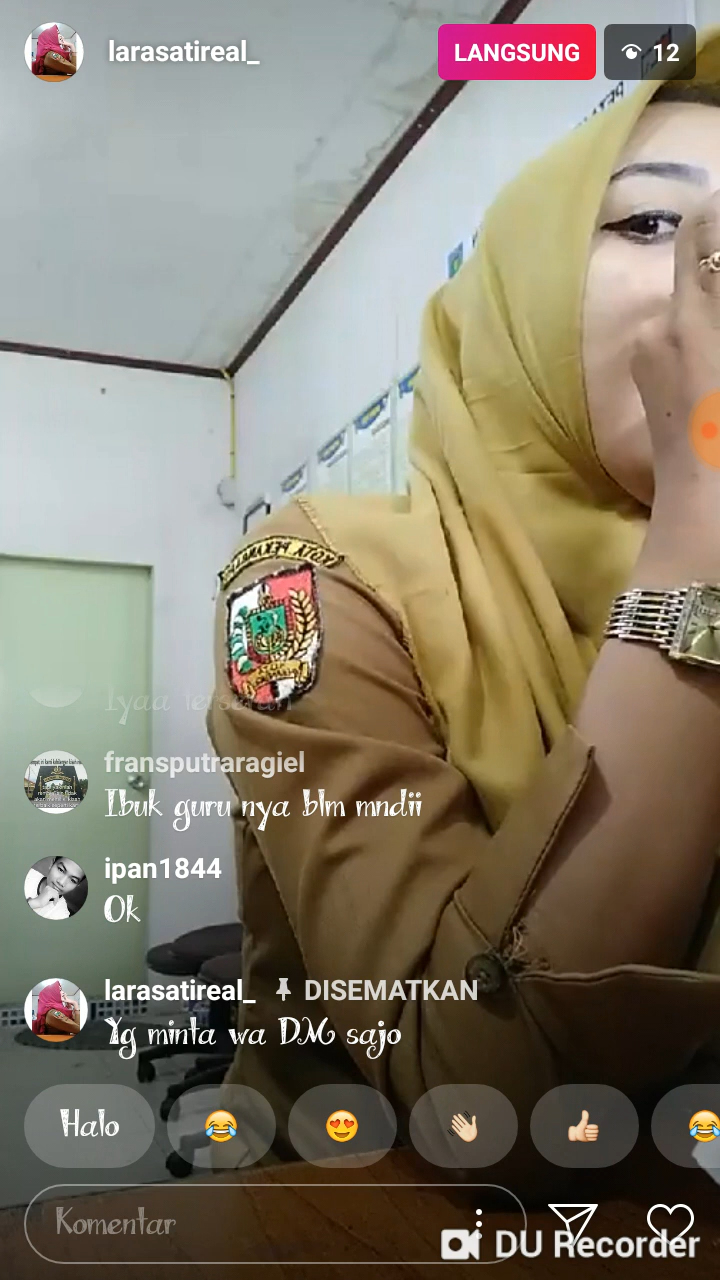 larasatireal_
LANGSUNG
12
Iyaa
fransputraragiel
Ibuk guru nya blm mndii
ipan1844
Ok
larasatireal_ DISEMATKAN
Yg minta wa DM sajo
Halo
Komentar
DU Recorder